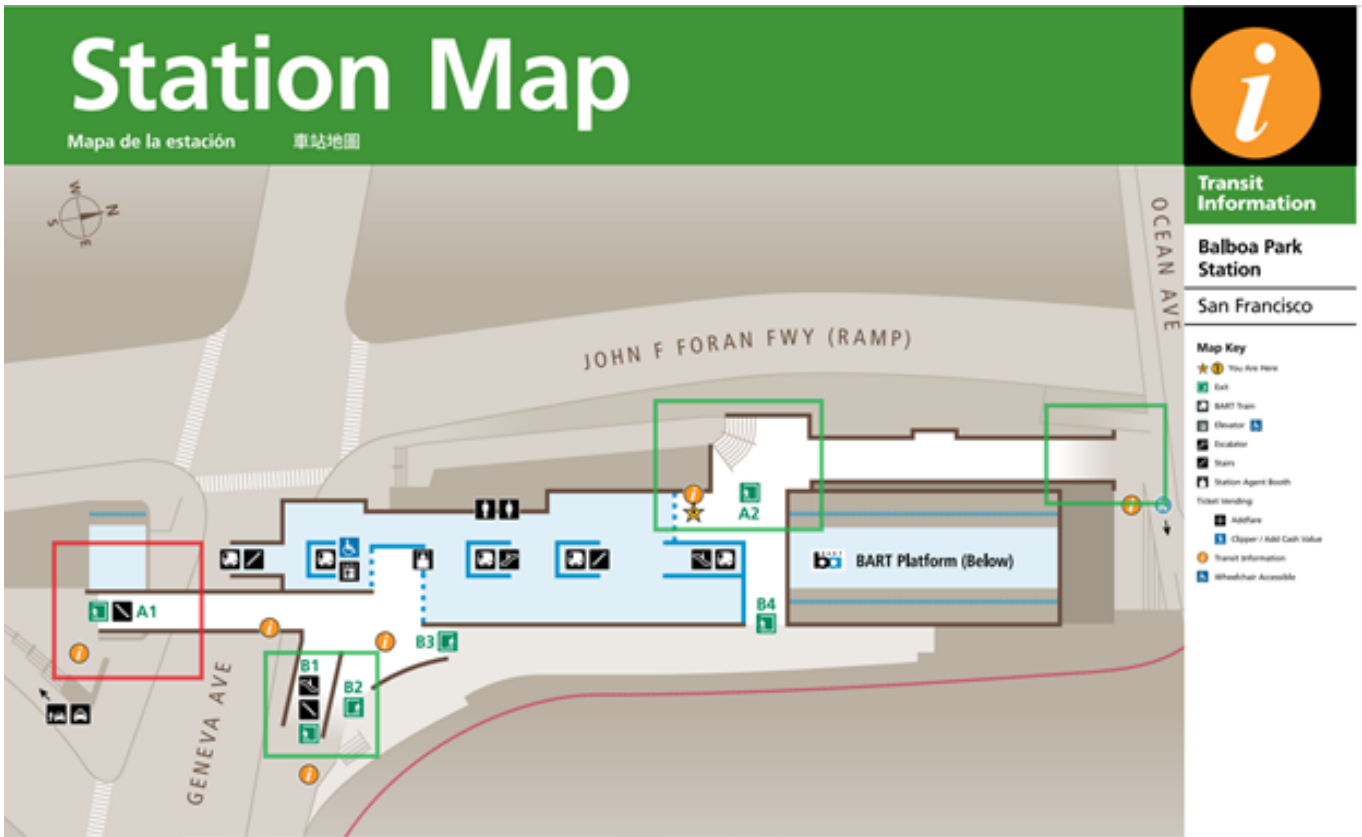 Station Map
Mapa de la estación 車站地圖
i
Transit
Information
Balboa Park
Station
San Francisco
Map Key
You Are Here
Exit
BART Train
Elevator
Escalator
Stairs
Station Agent Booth
Ticket Vending:
Addfare
Clipper / Add Cash Value
Transit Information
Wheelchair Accessible
W
N
S
E
OCEAN AVE
JOHN F FORAN FWY (RAMP)
i
A2
i
ba BART Platform (Below)
A1
i
i
i
B4
B3
B1
B2
i
GENEVA AVE